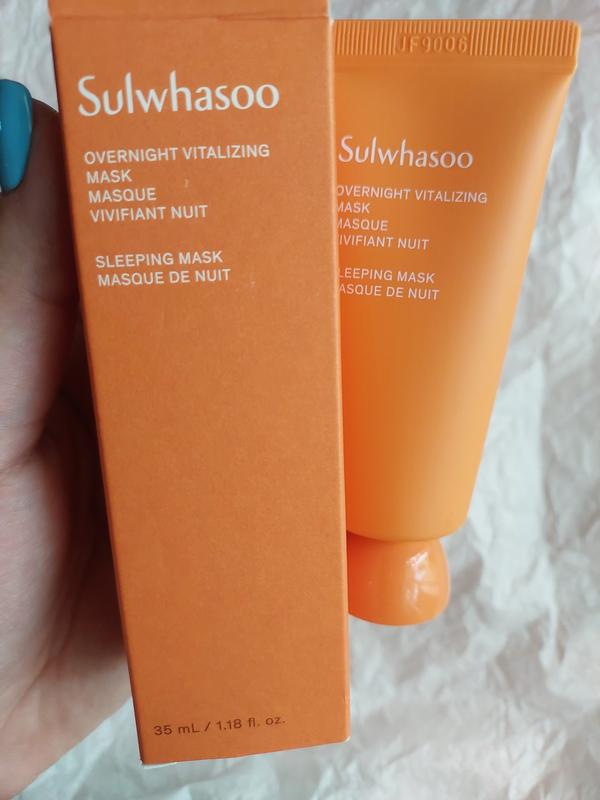 Sulwhasoo
OVERNIGHT VITALIZING
MASK
MASQUE
VIVIFIANT NUIT
SLEEPING MASK
MASQUE DE NUIT
35 mL / 1.18 fl. oz.
JF9006
Sulwhasoo
OVERNIGHT VITALIZING
MASK
MASQUE
VIVIFIANT NUIT
SLEEPING MASK
MASQUE DE NUIT